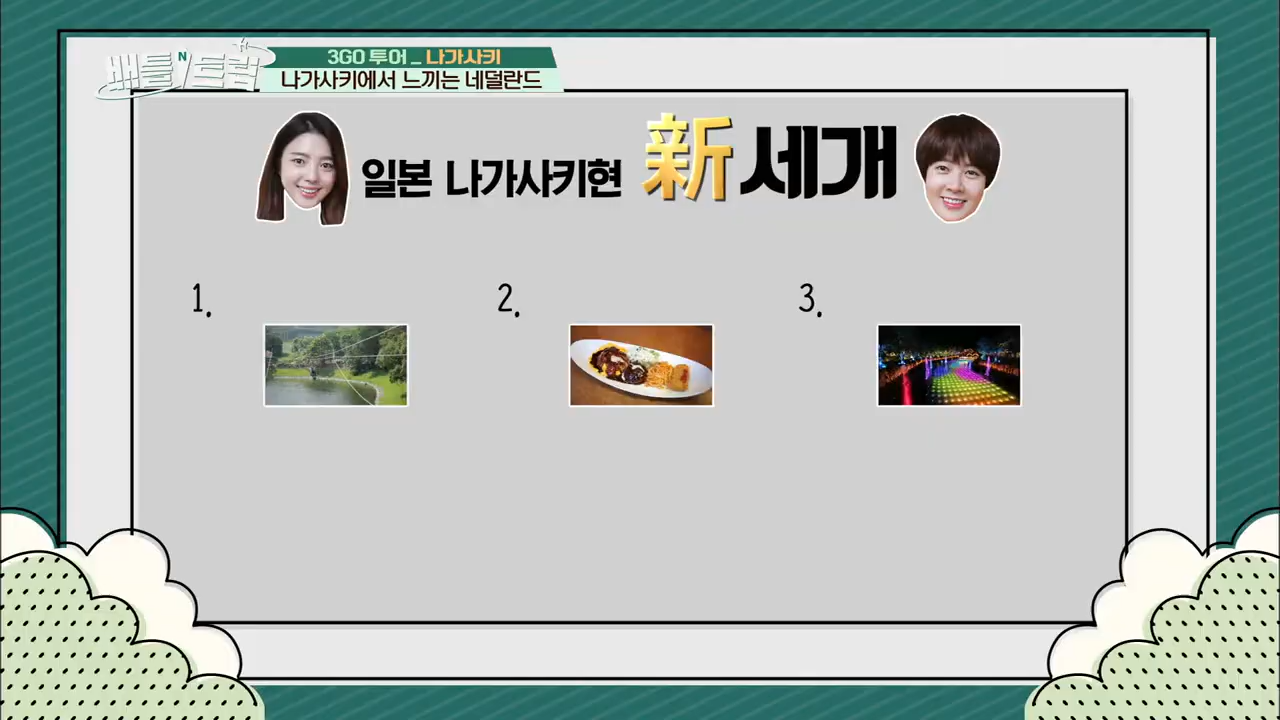 배틀N트립
3GO 투어 _ 나가사키
나가사키에서 느끼는 네덜란드
일본 나가사키현 新 세개
1. 2. 3.